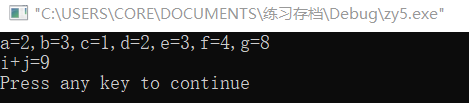 "C:\USERS\CORE\DOCUMENTS\练习存档\Debug\zy5.exe"
a=2,b=3,c=1,d=2,e=3,f=4,g=8
i+j=9
Press any key to continue